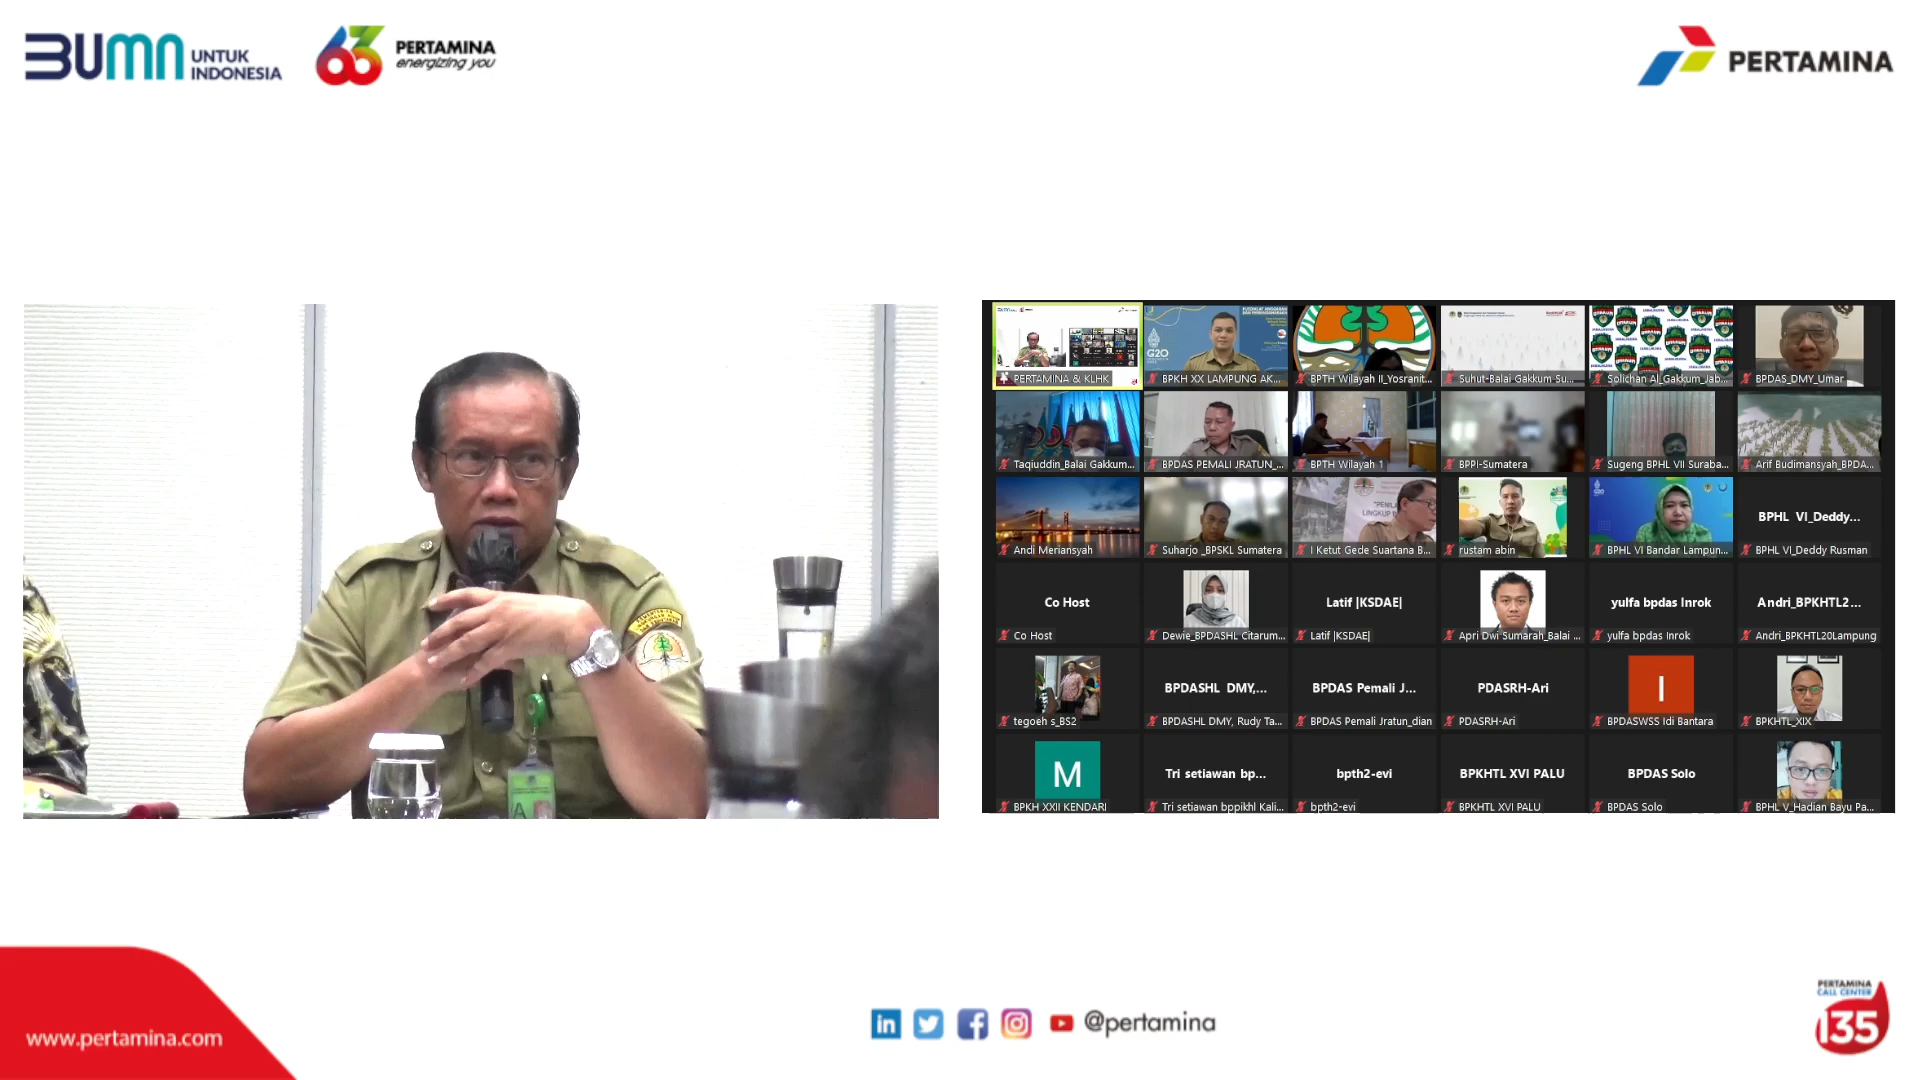 BUMN UNTUK INDONESIA
63 PERTAMINA
energizing you
PERTAMINA
PERTAMINA & KLHK
BPKH XX LAMPUNG AK...
BPTH Wilayah II_Yosranit...
Suhut-Balai Gakkum Su...
Solichan Al_Gakkum_Jab...
BPDAS_DMY_Umar
G20
Taqiuddin_Balai Gakkum...
BPDAS PEMALI JRATUN_...
BPTH Wilayah 1
BPPI-Sumatera
Sugeng BPHL VII Suraba...
Arif Budimansyah_BPDA...
Andi Meriansyah
Suharjo _BPSKL Sumatera
I Ketut Gede Suartana B...
rustam abin
BPHL VI Bandar Lampun...
BPHL VI_Deddy...
BPHL VI_Deddy Rusman
Co Host
Co Host
Dewie_BPDASHL Citarum...
Latif |KSDAE|
Latif |KSDAE|
Apri Dwi Sumarah_Balai ...
yulfa bpdas Inrok
yulfa bpdas Inrok
Andri_BPKHTL2...
Andri_BPKHTL20Lampung
tegoeh s_BS2
BPDASHL DMY,...
BPDASHL DMY, Rudy Ta...
BPDAS Pemali J...
BPDAS Pemali Jratun_dian
PDASRH-Ari
PDASRH-Ari
I
BPDASWSS Idi Bantara
BPKHTL_XIX
M
BPKH XXII KENDARI
Tri setiawan bp...
Tri setiawan bppikhl Kali...
bpth2-evi
bpth2-evi
BPKHTL XVI PALU
BPKHTL XVI PALU
BPDAS Solo
BPDAS Solo
BPHL V_Hadian Bayu Pa...
www.pertamina.com
@pertamina
PERTAMINA
CALL CENTER
135